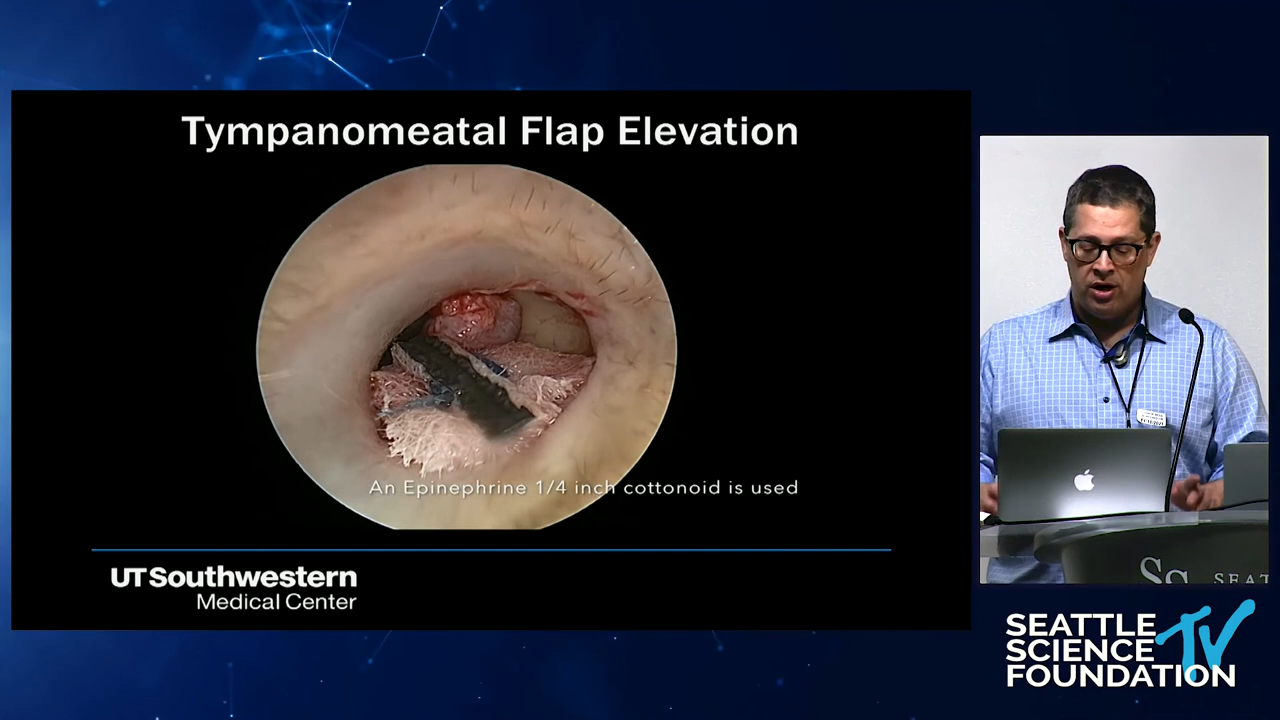 Tympanomeatal Flap Elevation
An Epinephrine 1/4 inch cottonoid is used
UTSouthwestern
Medical Center
SEATTLE
SCIENCE
FOUNDATION
TV